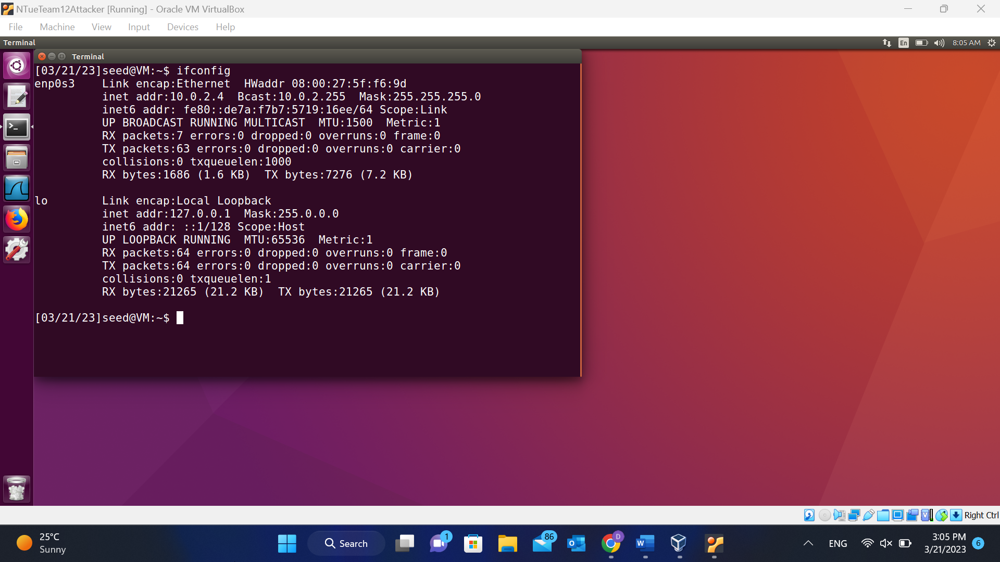 NTueTeam12Attacker [Running] - Oracle VM VirtualBox
File Machine View Input Devices Help
Terminal En 8:05 AM
Terminal
[03/21/23]seed@VM:~$ ifconfig
enp0s3    Link encap:Ethernet  HWaddr 08:00:27:5f:f6:9d
          inet addr:10.0.2.4  Bcast:10.0.2.255  Mask:255.255.255.0
          inet6 addr: fe80::de7a:f7b7:5719:16ee/64 Scope:Link
          UP BROADCAST RUNNING MULTICAST  MTU:1500  Metric:1
          RX packets:7 errors:0 dropped:0 overruns:0 frame:0
          TX packets:63 errors:0 dropped:0 overruns:0 carrier:0
          collisions:0 txqueuelen:1000
          RX bytes:1686 (1.6 KB)  TX bytes:7276 (7.2 KB)
lo        Link encap:Local Loopback
          inet addr:127.0.0.1  Mask:255.0.0.0
          inet6 addr: ::1/128 Scope:Host
          UP LOOPBACK RUNNING  MTU:65536  Metric:1
          RX packets:64 errors:0 dropped:0 overruns:0 frame:0
          TX packets:64 errors:0 dropped:0 overruns:0 carrier:0
          collisions:0 txqueuelen:1
          RX bytes:21265 (21.2 KB)  TX bytes:21265 (21.2 KB)
[03/21/23]seed@VM:~$
Right Ctrl
25°C
Sunny
Search
1
86
D
ENG
3:05 PM
3/21/2023
6